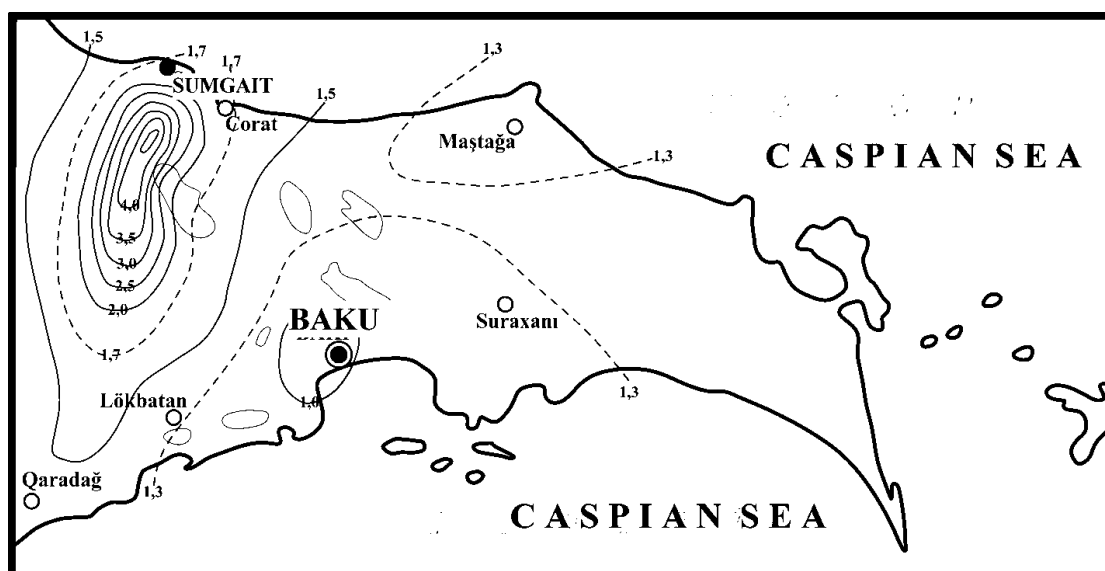 1,5
1,7
1,7
1,3
SUMGAIT
1,5
Corat
Maştağa
1,3
CASPIAN SEA
4,0
3,5
3,0
2,5
2,0
1,7
Suraxanı
BAKU
1,3
1,0
Lökbatan
Qaradağ
1,3
CASPIAN SEA